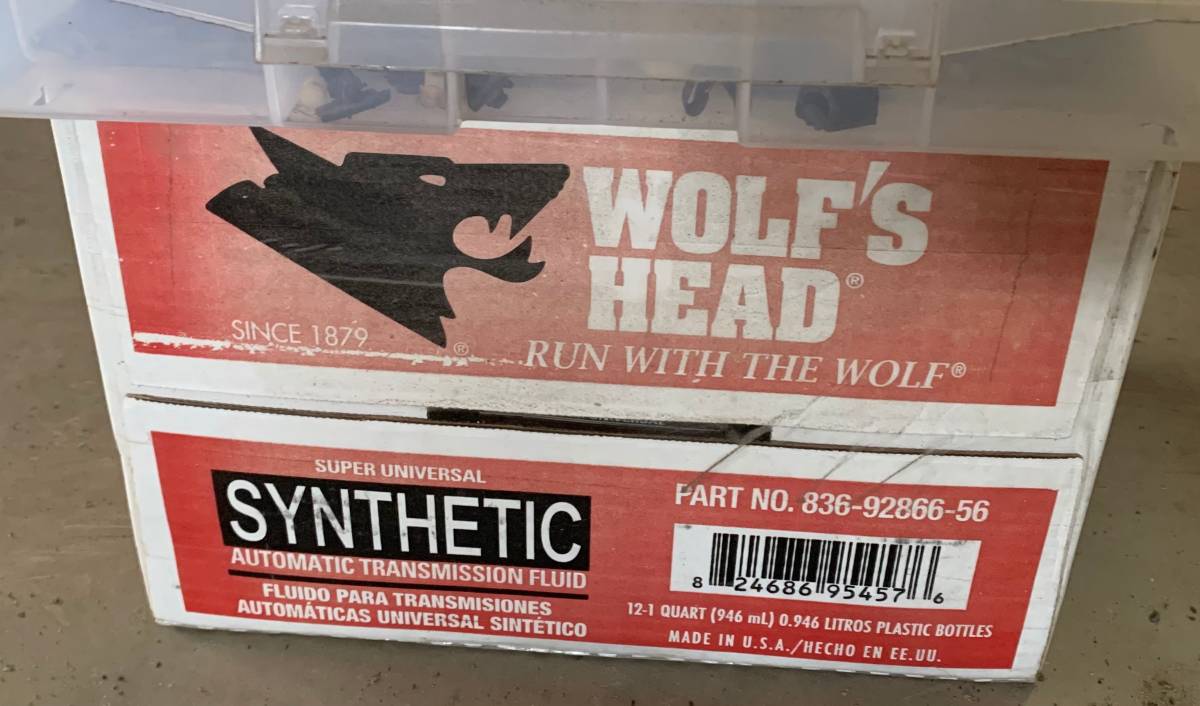 WOLF'S
HEAD®
SINCE 1879
®
RUN WITH THE WOLF®
SUPER UNIVERSAL
SYNTHETIC
AUTOMATIC TRANSMISSION FLUID
FLUIDO PARA TRANSMISIONES
AUTOMÁTICAS UNIVERSAL SINTÉTICO
PART NO. 836-92866-56
8 24686 95457 6
12-1 QUART (946 mL) 0.946 LITROS PLASTIC BOTTLES
MADE IN U.S.A./HECHO EN EE.UU.